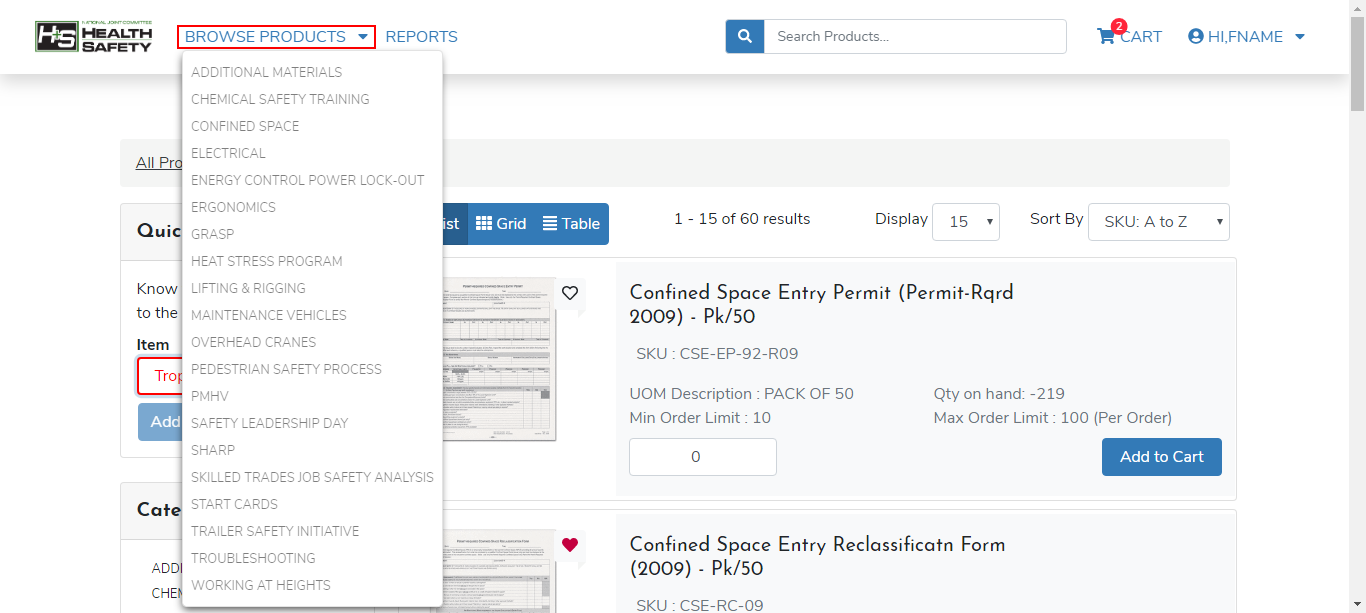 NATIONAL JOINT COMMITTEE
H+S HEALTH
SAFETY
BROWSE PRODUCTS
REPORTS
Search Products...
2
CART
HI,FNAME
ADDITIONAL MATERIALS
CHEMICAL SAFETY TRAINING
CONFINED SPACE
ELECTRICAL
ENERGY CONTROL POWER LOCK-OUT
ERGONOMICS
GRASP
HEAT STRESS PROGRAM
LIFTING & RIGGING
MAINTENANCE VEHICLES
OVERHEAD CRANES
PEDESTRIAN SAFETY PROCESS
PMHV
SAFETY LEADERSHIP DAY
SHARP
SKILLED TRADES JOB SAFETY ANALYSIS
START CARDS
TRAILER SAFETY INITIATIVE
TROUBLESHOOTING
WORKING AT HEIGHTS
All Pro
Quic
Know
to the
Item
Trop
Add
Cate
ADDI
CHEM
ist
Grid
Table
1 - 15 of 60 results
Display 15
Sort By SKU: A to Z
Confined Space Entry Permit (Permit-Rqrd
2009) - Pk/50
SKU : CSE-EP-92-R09
UOM Description : PACK OF 50
Qty on hand: -219
Min Order Limit : 10
Max Order Limit : 100 (Per Order)
0
Add to Cart
Confined Space Entry Reclassificatn Form
(2009) - Pk/50
SKU : CSE-RC-09